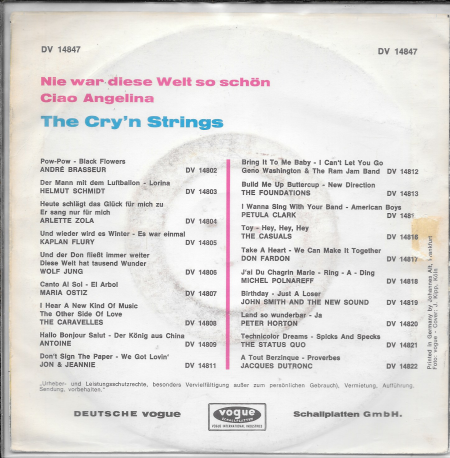 DV 14847
DV 14847
Nie war diese Welt so schön
Ciao Angelina
The Cry'n Strings
Pow-Pow - Black Flowers
ANDRÉ BRASSEUR DV 14802
Der Mann mit dem Luftballon - Lorina
HELMUT SCHMIDT DV 14803
Heute schlägt das Glück für mich zu
Er sang nur für mich
ARLETTE ZOLA DV 14804
Und wieder wird es Winter - Es war einmal
KAPLAN FLURY DV 14805
Und der Don fließt immer weiter
Diese Welt hat tausend Wunder
WOLF JUNG DV 14806
Canto Al Sol - El Arbol
MARIA OSTIZ DV 14807
I Hear A New Kind Of Music
The Other Side Of Love
THE CARAVELLES DV 14808
Hallo Bonjour Salut - Der König aus China
ANTOINE DV 14809
Don't Sign The Paper - We Got Lovin'
JON & JEANNIE DV 14811
Bring It To Me Baby - I Can't Let You Go
Geno Washington & The Ram Jam Band DV 14812
Build Me Up Buttercup - New Direction
THE FOUNDATIONS DV 14813
I Wanna Sing With Your Band - American Boys
PETULA CLARK DV 1481
Toy - Hey, Hey, Hey
THE CASUALS DV 14816
Take A Heart - We Can Make It Together
DON FARDON DV 14817
J'ai Du Chagrin Marie - Ring - A - Ding
MICHEL POLNAREFF DV 14818
Birthday - Just A Loser
JOHN SMITH AND THE NEW SOUND DV 14819
Land so wunderbar - Ja
PETER HORTON DV 14820
Technicolor Dreams - Spicks And Specks
THE STATUS QUO DV 14821
A Tout Berzinque - Proverbes
JACQUES DUTRONC DV 14822
Printed in Germany by Johannes Alt, Frankfurt
Foto: vogue - Cover: J. Kipp, Köln
„Urheber- und Leistungsschutzrechte, besonders Vervielfältigung außer zum persönlichen Gebrauch), Vermietung, Aufführung,
Sendung, vorbehalten."
DEUTSCHE vogue
vogue
SCHALLPLATTEN
VOGUE INTERNATIONAL INDUSTRIES
Schallplatten GmbH.